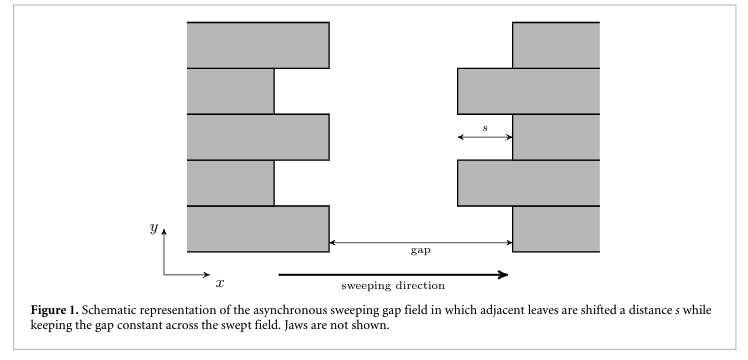 s
y
gap
x
sweeping direction
Figure 1. Schematic representation of the asynchronous sweeping gap field in which adjacent leaves are shifted a distance s while
keeping the gap constant across the swept field. Jaws are not shown.